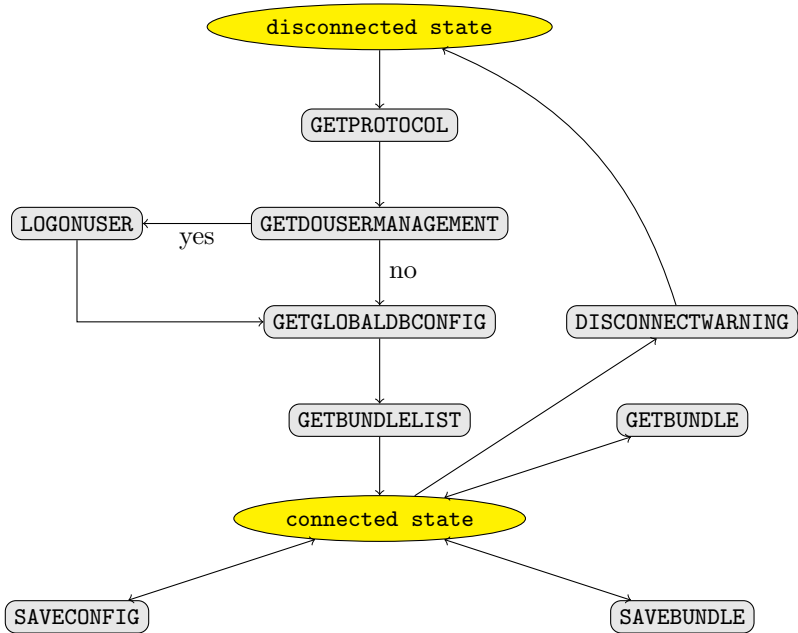 disconnected state
GETPROTOCOL
LOGONUSER
GETDOUSERMANAGEMENT
yes
no
GETGLOBALDBCONFIG
DISCONNECTWARNING
GETBUNDLELIST
GETBUNDLE
connected state
SAVECONFIG
SAVEBUNDLE